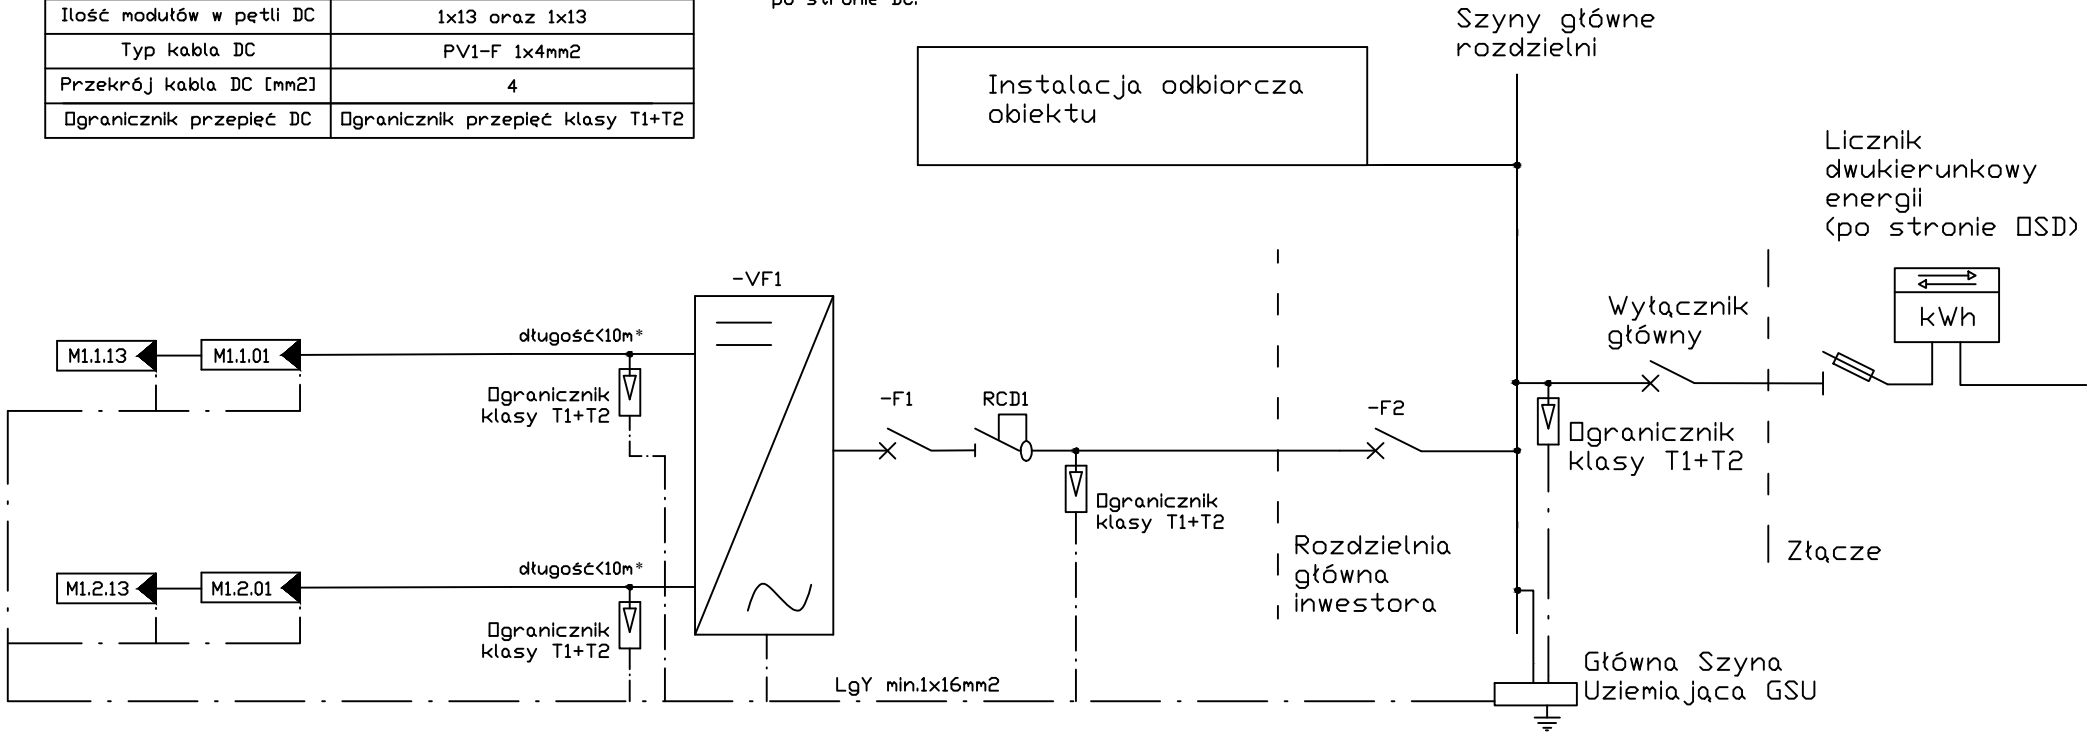 Ilość modułów w pętli DC
1x13 oraz 1x13
Typ kabla DC
PV1-F 1x4mm2
Przekrój kabla DC [mm2]
4
Ogranicznik przepięć DC
Ogranicznik przepięć klasy T1+T2
po stronie DC.
Instalacja odbiorcza
obiektu
Szyny główne
rozdzielni
Licznik
dwukierunkowy
energii
(po stronie OSD)
kWh
Wyłącznik
główny
-VF1
długość<10m*
M1.1.13
M1.1.01
Ogranicznik
klasy T1+T2
-F1
RCD1
-F2
Ogranicznik
klasy T1+T2
Ogranicznik
klasy T1+T2
Rozdzielnia
główna
inwestora
Złącze
długość<10m*
M1.2.13
M1.2.01
Ogranicznik
klasy T1+T2
LgY min.1x16mm2
Główna Szyna
Uziemiająca GSU